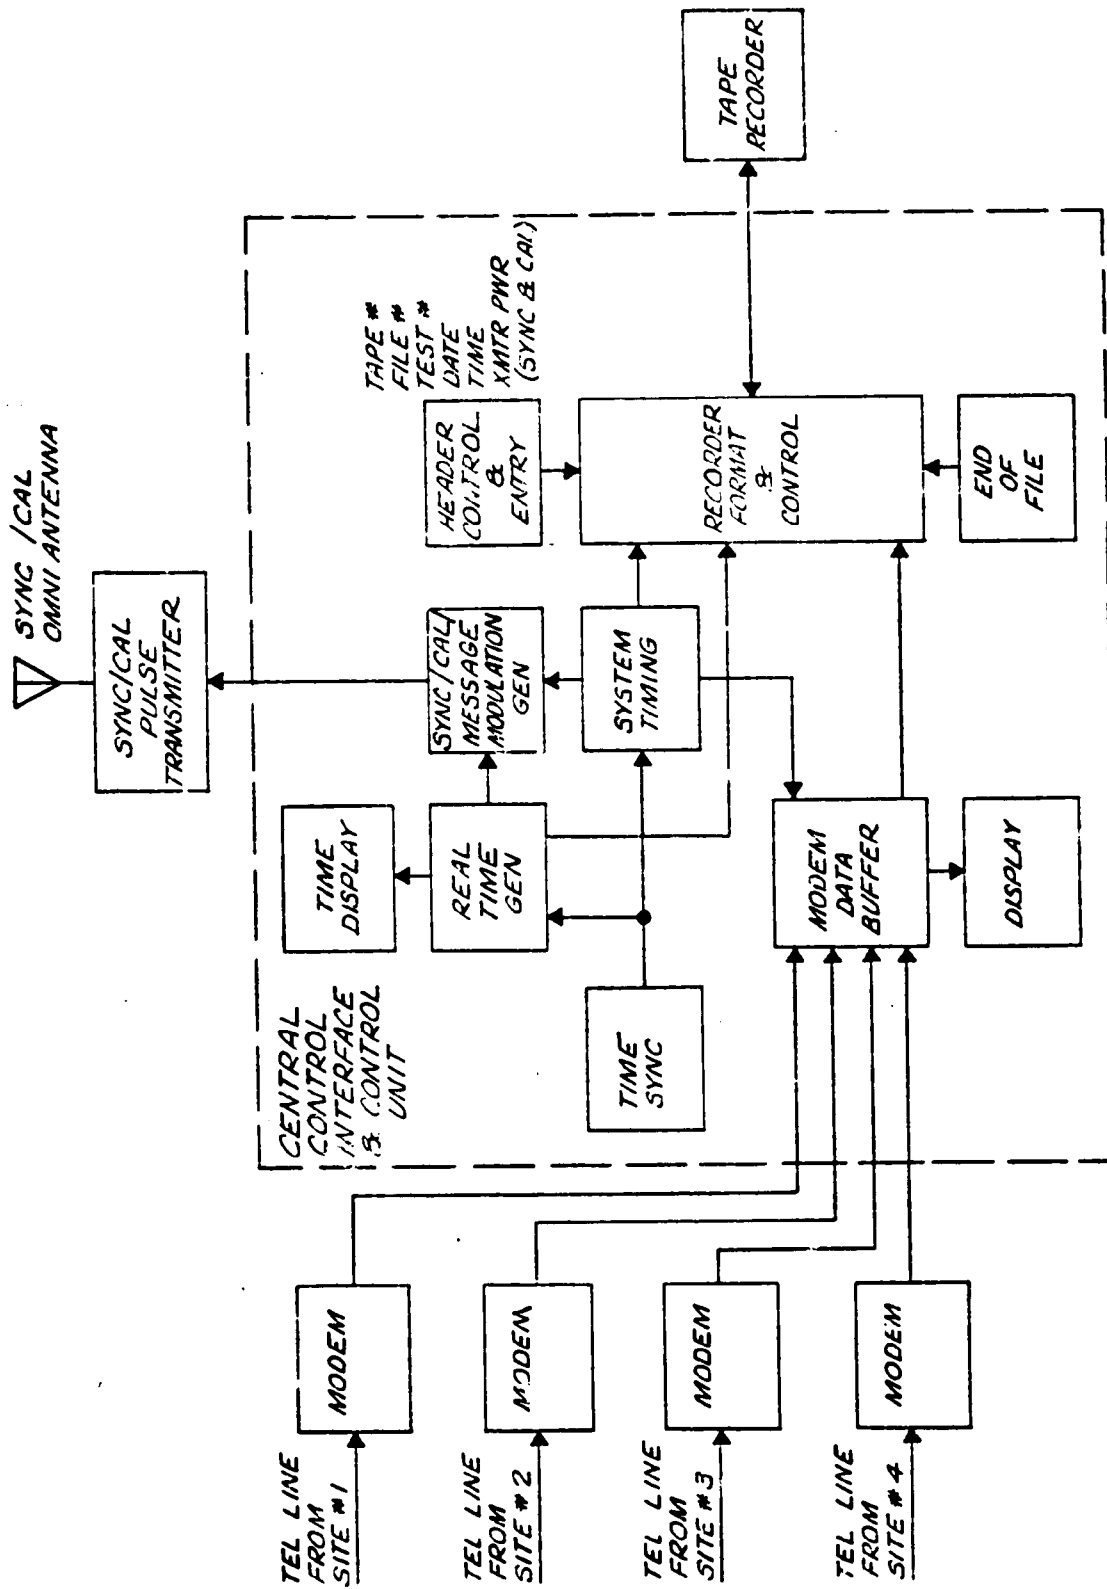 SYNC/CAL
OMNI ANTENNA
SYNC/CAL
PULSE
TRANSMITTER
CENTRAL
CONTROL
INTERFACE
& CONTROL
UNIT
TIME
DISPLAY
REAL
TIME
GEN
SYNC/CAL/
MESSAGE
MODULATION
GEN
HEADER
CONTROL
&
ENTRY
TAPE #
FILE #
TEST #
DATE
TIME
XMTR PWR
(SYNC & CAL)
TIME
SYNC
SYSTEM
TIMING
RECORDER
FORMAT
&
CONTROL
TAPE
RECORDER
MODEM
DATA
BUFFER
DISPLAY
END
OF
FILE
TEL LINE
FROM
SITE #1
MODEM
TEL LINE
FROM
SITE #2
MODEM
TEL LINE
FROM
SITE #3
MODEM
TEL LINE
FROM
SITE #4
MODEM